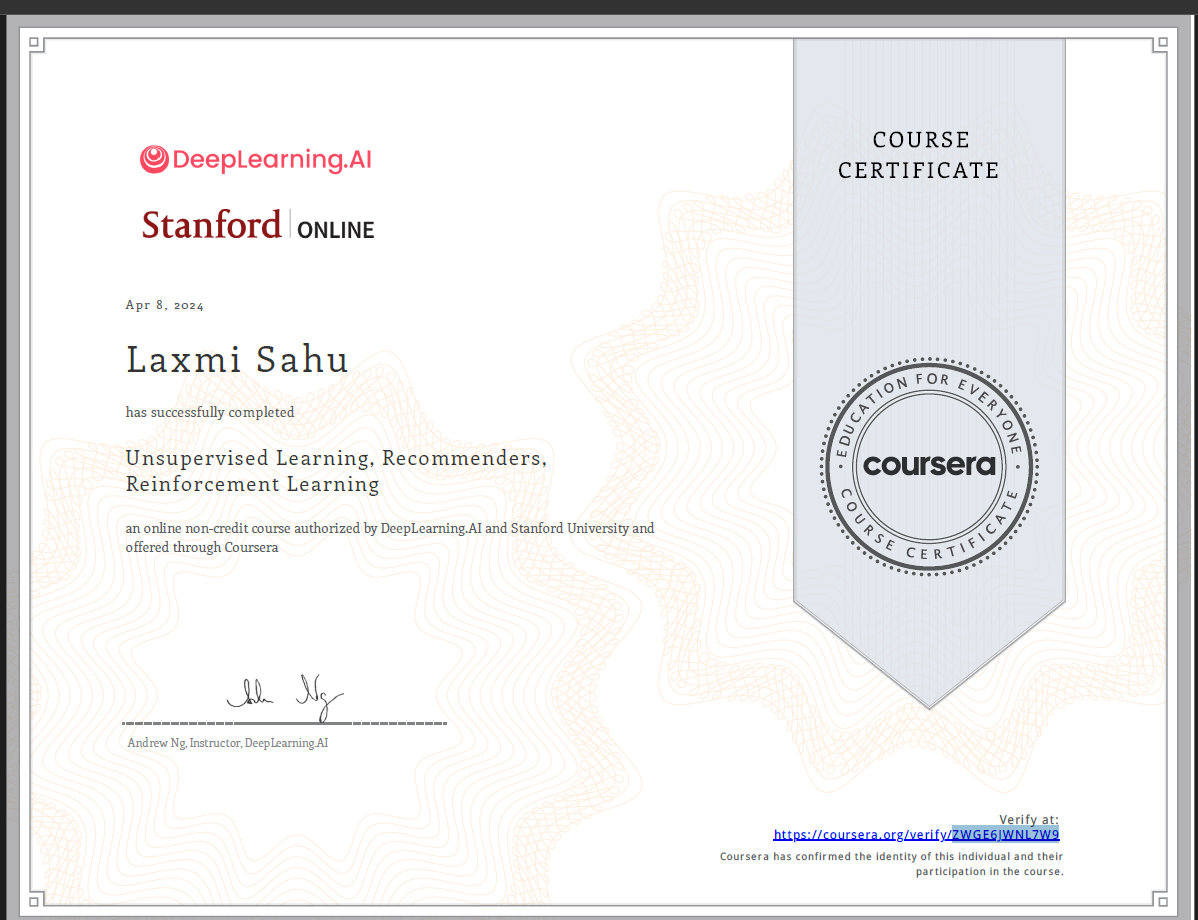 DeepLearning.AI
Stanford ONLINE
Apr 8, 2024
Laxmi Sahu
has successfully completed
Unsupervised Learning, Recommenders,
Reinforcement Learning
an online non-credit course authorized by DeepLearning.AI and Stanford University and
offered through Coursera
Andrew Ng, Instructor, DeepLearning.AI
COURSE
CERTIFICATE
EDUCATION FOR EVERYONE
coursera
COURSE CERTIFICATE
Verify at:
https://coursera.org/verify/ZWGE6JWNL7W9
Coursera has confirmed the identity of this individual and their
participation in the course.